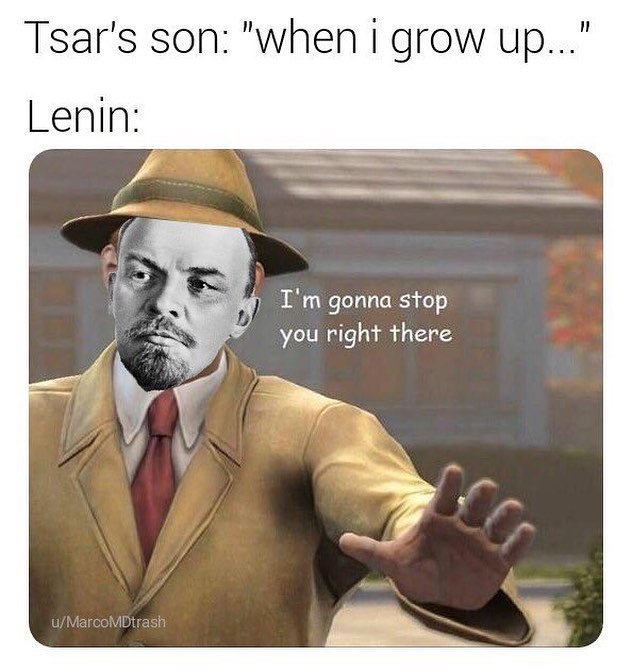 Tsar's son: "when i grow up..."
Lenin:
I'm gonna stop
you right there
u/MarcoMDtrash